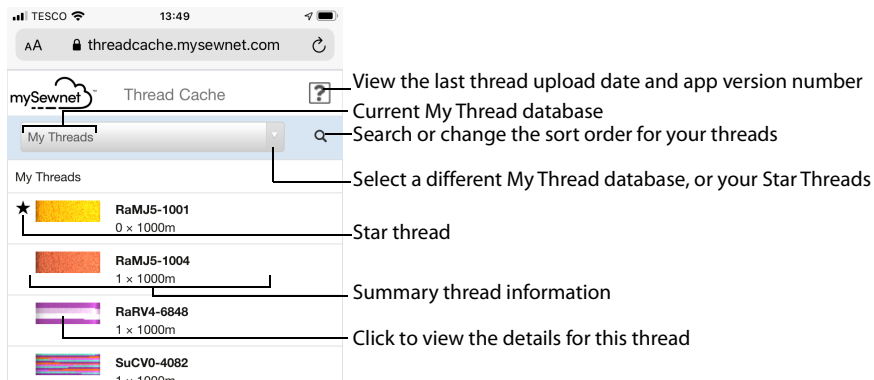 TESCO 13:49
AA threadcache.mysewnet.com
mySewnet™ Thread Cache ?
View the last thread upload date and app version number
Current My Thread database
My Threads
Search or change the sort order for your threads
My Threads
Select a different My Thread database, or your Star Threads
RaMJ5-1001
0 × 1000m
Star thread
RaMJ5-1004
1 × 1000m
Summary thread information
RaRV4-6848
1 × 1000m
Click to view the details for this thread
SuCV0-4082
1 × 1000m